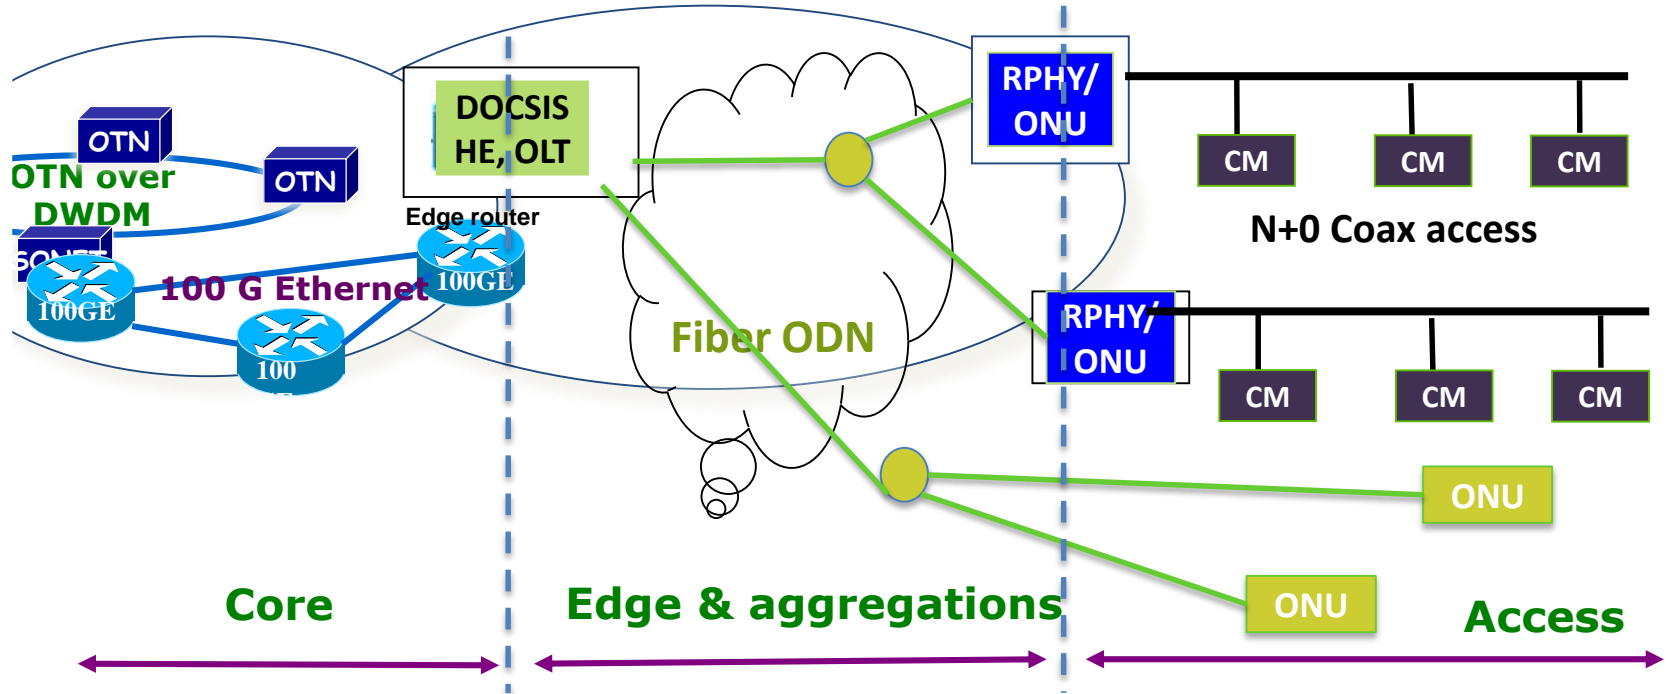 OTN
OTN over
DWDM
OTN
DOCSIS
HE, OLT
Edge router
100GE
100 G Ethernet
100GE
100
Fiber ODN
RPHY/
ONU
CM
CM
CM
N+0 Coax access
RPHY/
ONU
CM
CM
CM
ONU
ONU
Core
Edge & aggregations
Access